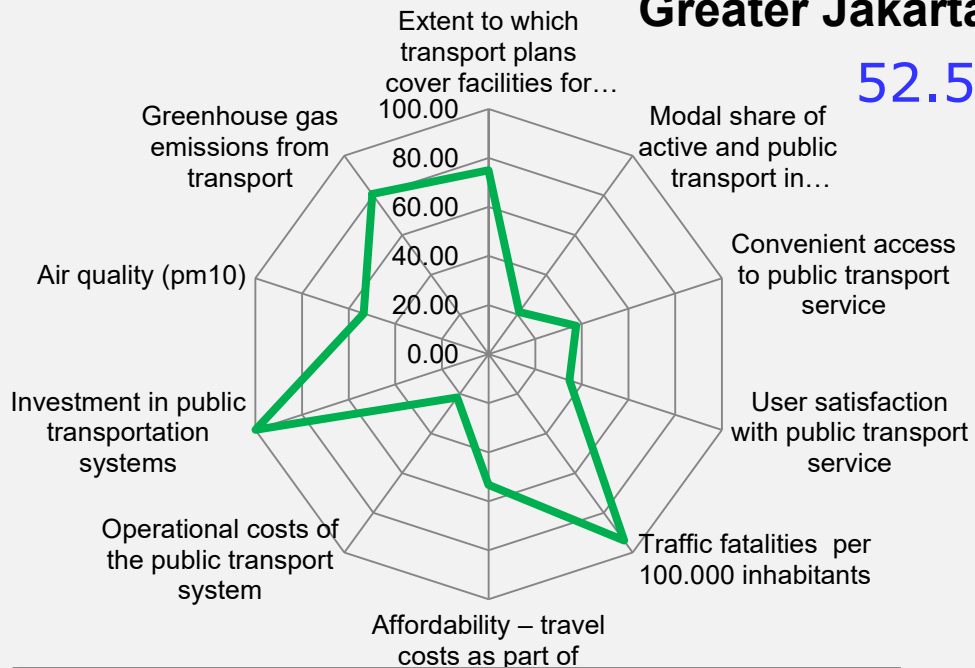 Greater Jakarta
52.5
Extent to which
transport plans
cover facilities for…
Modal share of
active and public
transport in…
Convenient access
to public transport
service
User satisfaction
with public transport
service
Traffic fatalities  per
100.000 inhabitants
Affordability – travel
costs as part of
Operational costs of
the public transport
system
Investment in public
transportation
systems
Air quality (pm10)
Greenhouse gas
emissions from
transport
100.00
80.00
60.00
40.00
20.00
0.00